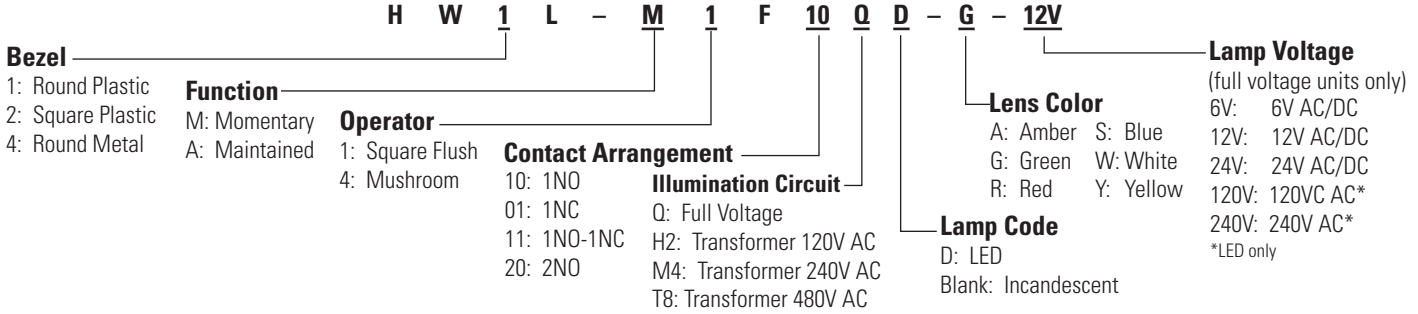 H W 1 L – M 1 F 10 Q D – G – 12V
Bezel
1: Round Plastic
2: Square Plastic
4: Round Metal
Function
M: Momentary
A: Maintained
Operator
1: Square Flush
4: Mushroom
Contact Arrangement
10: 1NO
01: 1NC
11: 1NO-1NC
20: 2NO
Illumination Circuit
Q: Full Voltage
H2: Transformer 120V AC
M4: Transformer 240V AC
T8: Transformer 480V AC
Lamp Code
D: LED
Blank: Incandescent
Lens Color
A: Amber S: Blue
G: Green W: White
R: Red Y: Yellow
Lamp Voltage
(full voltage units only)
6V: 6V AC/DC
12V: 12V AC/DC
24V: 24V AC/DC
120V: 120VC AC*
240V: 240V AC*
*LED only